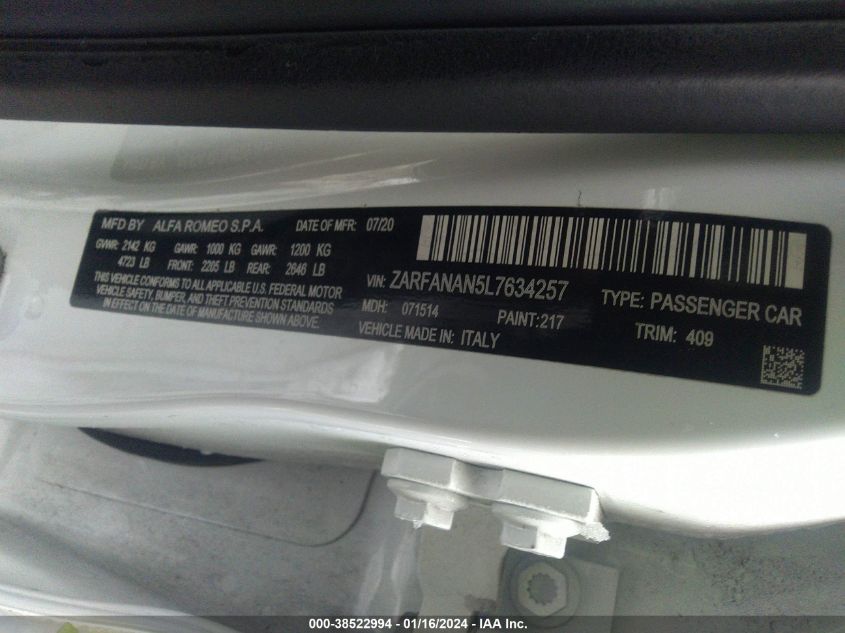 MFD BY ALFA ROMEO S.P.A. DATE OF MFR: 07/20
GVWR: 2142 KG GAWR: 1000 KG GAWR: 1200 KG
4723 LB FRONT: 2205 LB REAR: 2646 LB
THIS VEHICLE CONFORMS TO ALL APPLICABLE U.S. FEDERAL MOTOR
VEHICLE SAFETY, BUMPER, AND THEFT PREVENTION STANDARDS
IN EFFECT ON THE DATE OF MANUFACTURE SHOWN ABOVE.
VIN: ZARFANAN5L7634257 TYPE: PASSENGER CAR
MDH: 071514 PAINT:217 TRIM: 409
VEHICLE MADE IN: ITALY
000-38522994 - 01/16/2024 - IAA Inc.